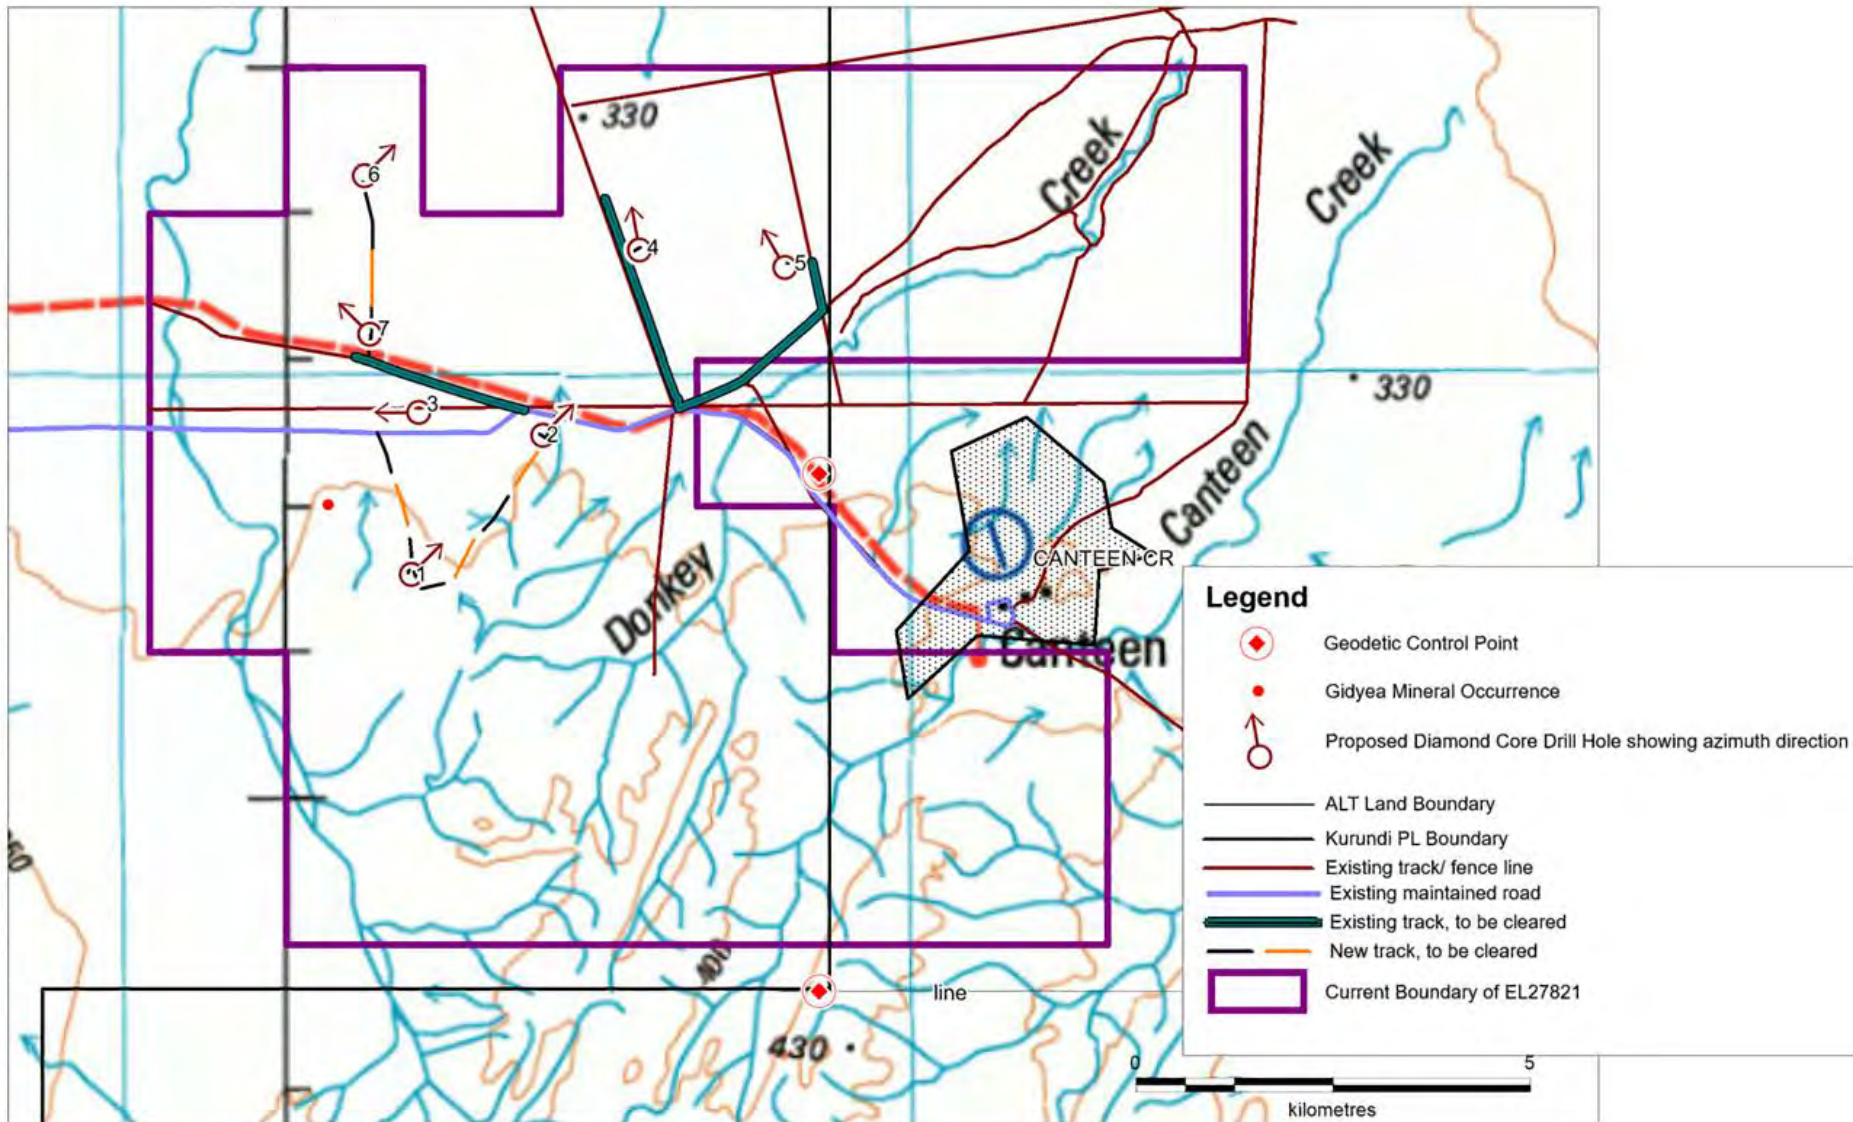 330
Creek
Creek
6
4
5
7
330
3
2
Canteen
CANTEEN CR
1
Donkey
Canteen
Legend
Geodetic Control Point
Gidyea Mineral Occurrence
Proposed Diamond Core Drill Hole showing azimuth direction
ALT Land Boundary
Kurundi PL Boundary
Existing track/ fence line
Existing maintained road
Existing track, to be cleared
New track, to be cleared
Current Boundary of EL27821
400
line
430
0 5
kilometres